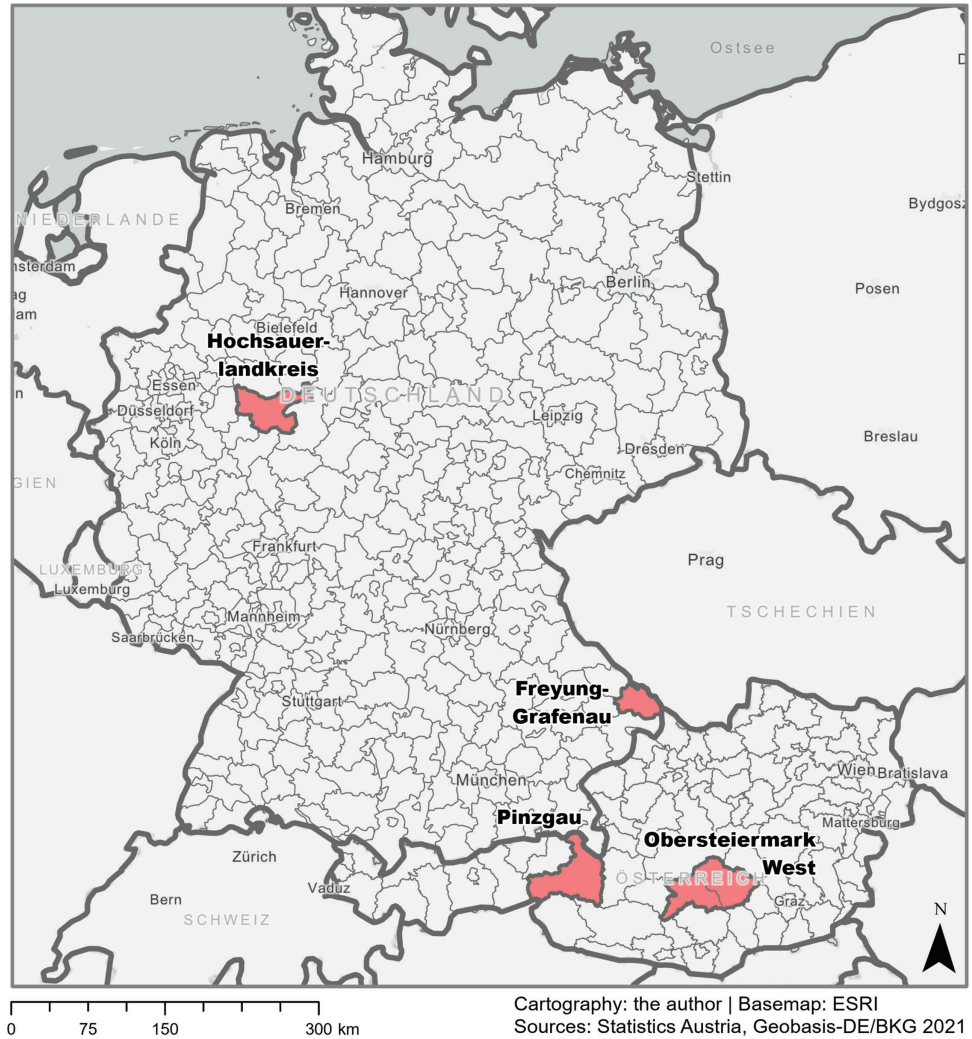 Ostsee
D
Hamburg
Stettin
Bremen
NIEDERLANDE
Bydgosz
nsterdam
Berlin
Posen
ag
Hannover
am
Bielefeld
Hochsauer-
landkreis
Essen
DEUTSCHLAND
n
Düsseldorf
Leipzig
Köln
Dresden
Breslau
Chemnitz
GIEN
Frankfurt
Prag
LUXEMBURG
Luxemburg
TSCHECHIEN
Mannheim
Nürnberg
Saarbrücken
Freyung-
Grafenau
Stuttgart
München
Wien
Bratislava
Pinzgau
Mattersburg
Obersteiermark
West
Zürich
ÖSTERREICH
Vaduz
Bern
Graz
SCHWEIZ
N
0 75 150 300 km
Cartography: the author | Basemap: ESRI
Sources: Statistics Austria, Geobasis-DE/BKG 2021